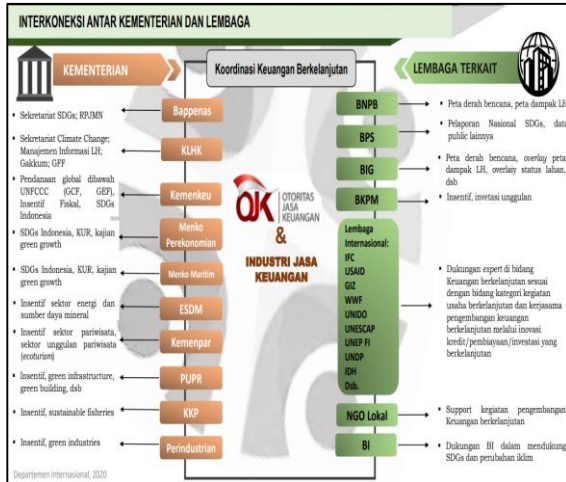 INTERKONEKSI ANTAR KEMENTERIAN DAN LEMBAGA
KEMENTERIAN
Koordinasi Keuangan Berkelanjutan
LEMBAGA TERKAIT
Bappenas
Sekretariat SDGs; RPJMN
KLHK
Sekretariat Climate Change;
Manajemen Informasi LH;
Gakkum; GFF
Kemenkeu
Pendanaan global dibawah
UNFCCC (GCF, GEF),
Insentif Fiskal, SDGs
Indonesia
Menko
Perekonomian
SDGs Indonesia, KUR, kajian
green growth
Menko Maritim
SDGs Indonesia, KUR, kajian
green growth
ESDM
Insentif sektor energi dan
sumber daya mineral
Kemenpar
Insentif sektor pariwisata,
sektor unggulan pariwisata
(ecoturism)
PUPR
Insentif, green infrastructure,
green building, dsb
KKP
Insentif, sustainable fisheries
Perindustrian
Insentif, green industries
OJK
OTORITAS
JASA
KEUANGAN
&
INDUSTRI JASA
KEUANGAN
BNPB
Peta derah bencana, peta dampak LH
BPS
Pelaporan Nasional SDGs, data
public lainnya
BIG
Peta derah bencana, overlay peta
dampak LH, overlaiy status lahan,
dsb
BKPM
Insentif, invetasi unggulan
Lembaga
Internasional:
IFC
USAID
GIZ
WWF
UNIDO
UNESCAP
UNEP FI
UNDP
IDH
Dsb.
Dukungan expert di bidang
Keuangan berkelanjutan sesuai
dengan bidang kategori kegiatan
usaha berkelanjutan dan kerjasama
pengembangan keuangan
berkelanjutan melalui inovasi
kredit/pembiayaan/investasi yang
berkelanjutan
NGO Lokal
Support kegiatan pengembangan
Keuangan berkelanjutan
BI
Dukungan BI dalam mendukung
SDGs dan perubahan iklim
Departemen Internasional, 2020